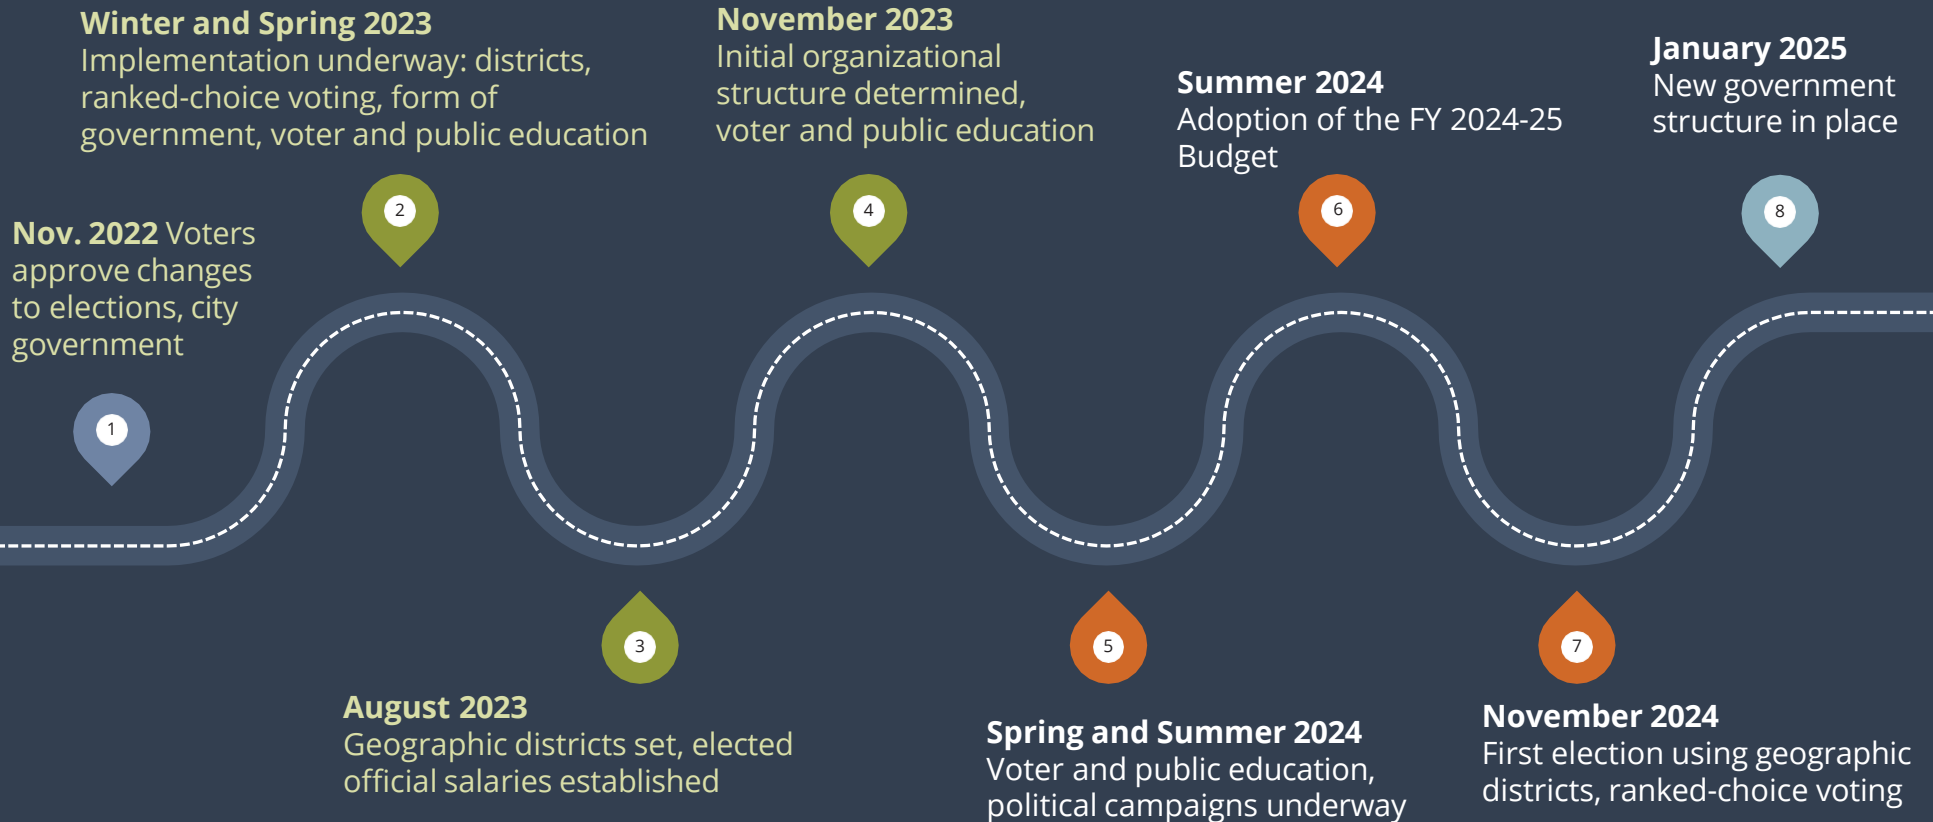 Nov. 2022 Voters
approve changes
to elections, city
government
1
Winter and Spring 2023
Implementation underway: districts,
ranked-choice voting, form of
government, voter and public education
2
August 2023
Geographic districts set, elected
official salaries established
3
November 2023
Initial organizational
structure determined,
voter and public education
4
Spring and Summer 2024
Voter and public education,
political campaigns underway
5
Summer 2024
Adoption of the FY 2024-25
Budget
6
November 2024
First election using geographic
districts, ranked-choice voting
7
January 2025
New government
structure in place
8